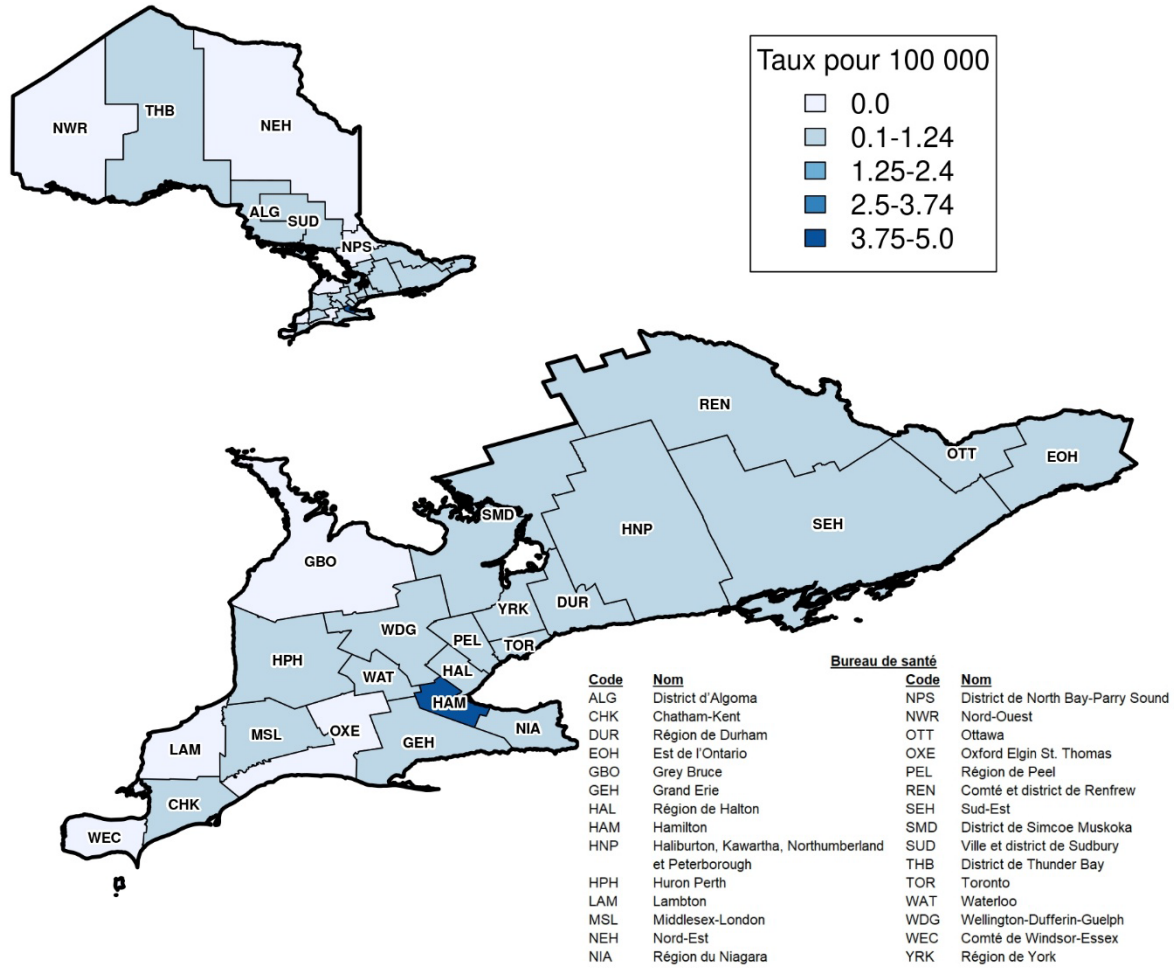 Taux pour 100 000
0.0
0.1-1.24
1.25-2.4
2.5-3.74
3.75-5.0
NWR
THB
NEH
ALG
SUD
NPS
REN
OTT
EOH
SMD
HNP
SEH
GBO
YRK
DUR
WDG
PEL
TOR
HPH
WAT
HAL
HAM
NIA
MSL
OXE
GEH
LAM
CHK
WEC
Bureau de santé
Code Nom Code Nom
ALG District d'Algoma NPS District de North Bay-Parry Sound
CHK Chatham-Kent NWR Nord-Ouest
DUR Région de Durham OTT Ottawa
EOH Est de l'Ontario OXE Oxford Elgin St. Thomas
GBO Grey Bruce PEL Région de Peel
GEH Grand Erie REN Comté et district de Renfrew
HAL Région de Halton SEH Sud-Est
HAM Hamilton SMD District de Simcoe Muskoka
HNP Haliburton, Kawartha, Northumberland SUD Ville et district de Sudbury
et Peterborough THB District de Thunder Bay
HPH Huron Perth TOR Toronto
LAM Lambton WAT Waterloo
MSL Middlesex-London WDG Wellington-Dufferin-Guelph
NEH Nord-Est WEC Comté de Windsor-Essex
NIA Région du Niagara YRK Région de York